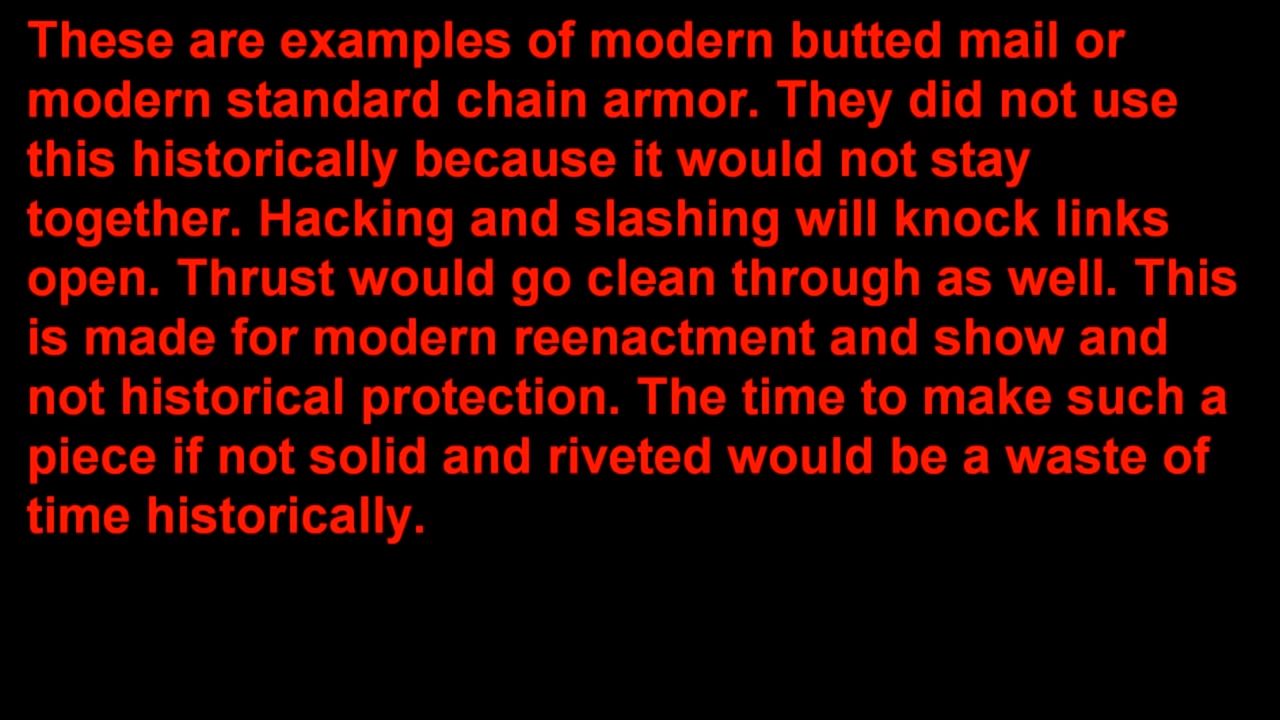 These are examples of modern butted mail or
modern standard chain armor. They did not use
this historically because it would not stay
together. Hacking and slashing will knock links
open. Thrust would go clean through as well. This
is made for modern reenactment and show and
not historical protection. The time to make such a
piece if not solid and riveted would be a waste of
time historically.